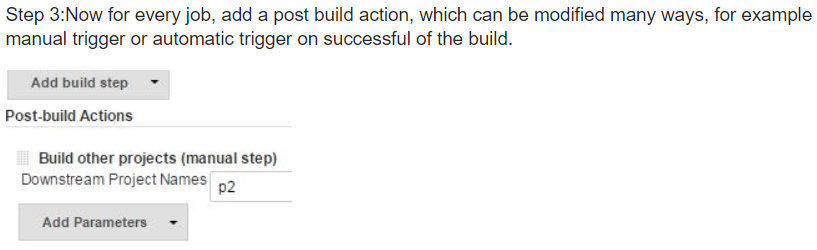 Step 3:Now for every job, add a post build action, which can be modified many ways, for example
manual trigger or automatic trigger on successful of the build.
Add build step
Post-build Actions
Build other projects (manual step)
Downstream Project Names p2
Add Parameters